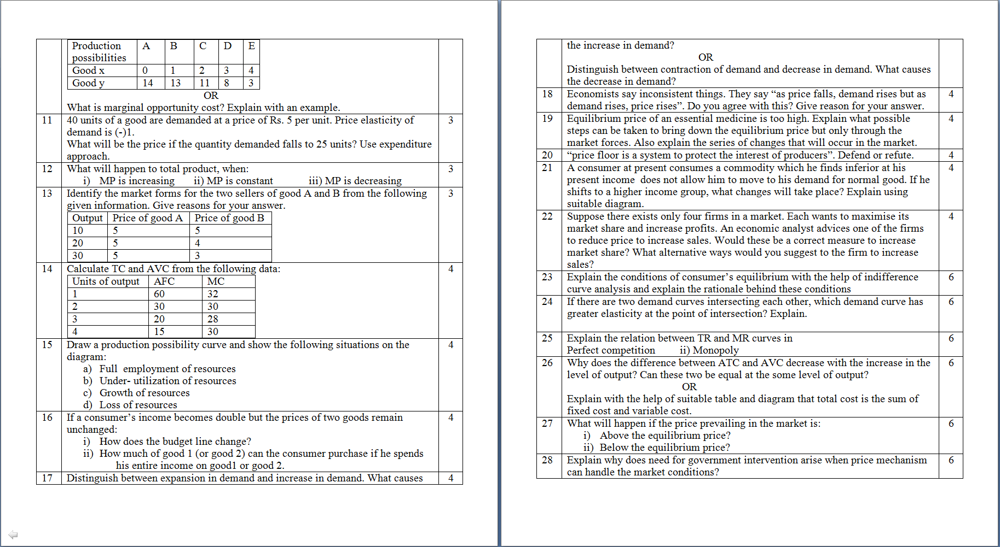 Production possibilities A B C D E
Good x 0 1 2 3 4
Good y 14 13 11 8 3
OR
What is marginal opportunity cost? Explain with an example.
11 40 units of a good are demanded at a price of Rs. 5 per unit. Price elasticity of 3
demand is (-)1.
What will be the price if the quantity demanded falls to 25 units? Use expenditure
approach.
12 What will happen to total product, when: 3
i) MP is increasing ii) MP is constant iii) MP is decreasing
13 Identify the market forms for the two sellers of good A and B from the following 3
given information. Give reasons for your answer.
Output Price of good A Price of good B
10 5 5
20 5 4
30 5 3
14 Calculate TC and AVC from the following data: 4
Units of output AFC MC
1 60 32
2 30 30
3 20 28
4 15 30
15 Draw a production possibility curve and show the following situations on the 4
diagram:
a) Full employment of resources
b) Under- utilization of resources
c) Growth of resources
d) Loss of resources
16 If a consumer’s income becomes double but the prices of two goods remain 4
unchanged:
i) How does the budget line change?
ii) How much of good 1 (or good 2) can the consumer purchase if he spends
his entire income on good1 or good 2.
17 Distinguish between expansion in demand and increase in demand. What causes 4
the increase in demand?
OR
Distinguish between contraction of demand and decrease in demand. What causes
the decrease in demand?
18 Economists say inconsistent things. They say “as price falls, demand rises but as 4
demand rises, price rises”. Do you agree with this? Give reason for your answer.
19 Equilibrium price of an essential medicine is too high. Explain what possible 4
steps can be taken to bring down the equilibrium price but only through the
market forces. Also explain the series of changes that will occur in the market.
20 “price floor is a system to protect the interest of producers”. Defend or refute. 4
21 A consumer at present consumes a commodity which he finds inferior at his 4
present income does not allow him to move to his demand for normal good. If he
shifts to a higher income group, what changes will take place? Explain using
suitable diagram.
22 Suppose there exists only four firms in a market. Each wants to maximise its 4
market share and increase profits. An economic analyst advices one of the firms
to reduce price to increase sales. Would these be a correct measure to increase
market share? What alternative ways would you suggest to the firm to increase
sales?
23 Explain the conditions of consumer’s equilibrium with the help of indifference 6
curve analysis and explain the rationale behind these conditions
24 If there are two demand curves intersecting each other, which demand curve has 6
greater elasticity at the point of intersection? Explain.
25 Explain the relation between TR and MR curves in 6
Perfect competition ii) Monopoly
26 Why does the difference between ATC and AVC decrease with the increase in the 6
level of output? Can these two be equal at the some level of output?
OR
Explain with the help of suitable table and diagram that total cost is the sum of
fixed cost and variable cost.
27 What will happen if the price prevailing in the market is: 6
i) Above the equilibrium price?
ii) Below the equilibrium price?
28 Explain why does need for government intervention arise when price mechanism 6
can handle the market conditions?